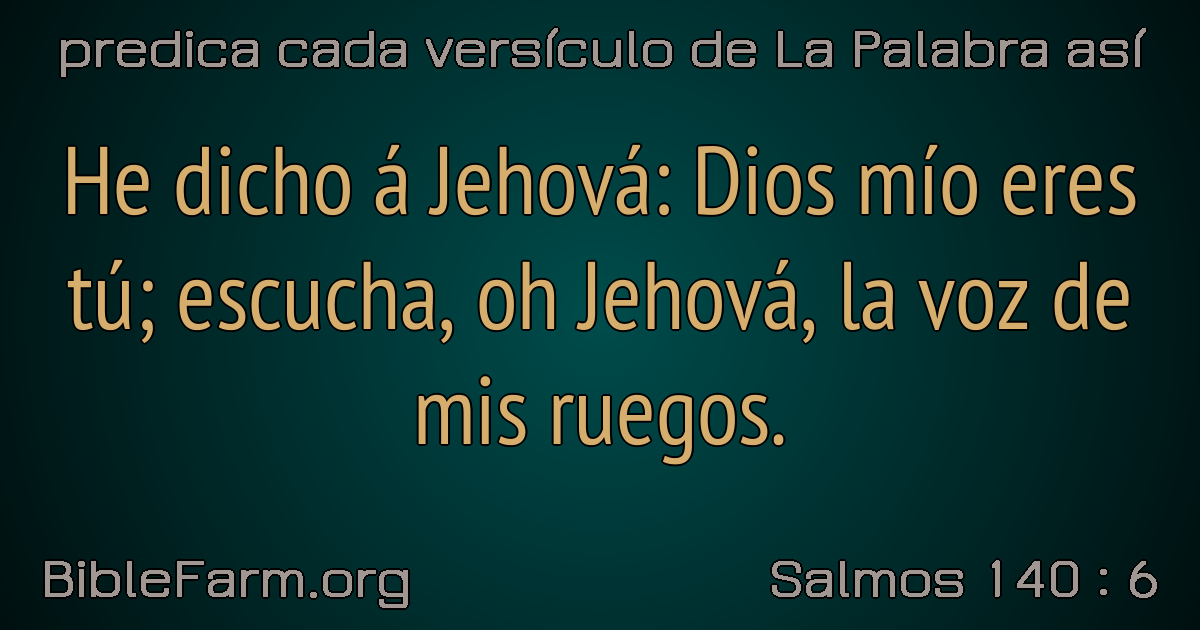 predica cada versículo de La Palabra así
He dicho á Jehová: Dios mío eres
tú; escucha, oh Jehová, la voz de
mis ruegos.
BibleFarm.org
Salmos 140 : 6